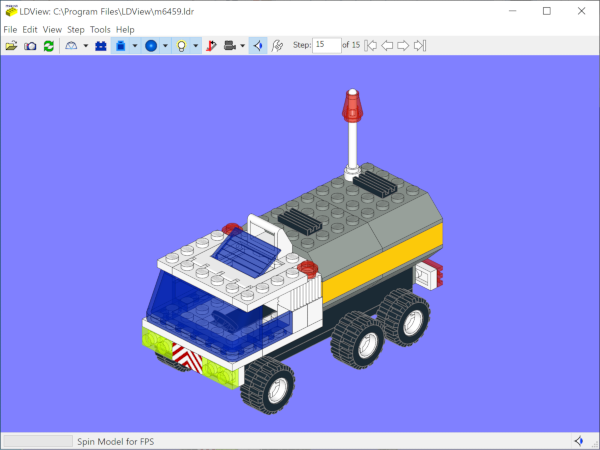 LDView: C:\Program Files\LDView\m6459.ldr
File Edit View Step Tools Help
Step: 15 of 15
Spin Model for FPS